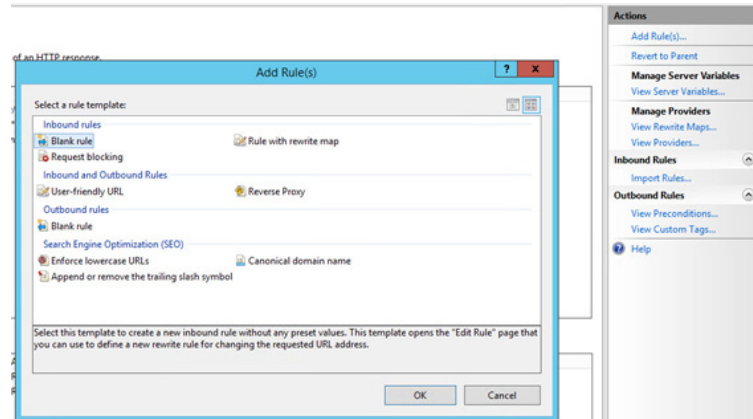 of an HTTP response.
Add Rule(s)
?
x
Select a rule template:
Inbound rules
Blank rule
Rule with rewrite map
Request blocking
Inbound and Outbound Rules
User-friendly URL
Reverse Proxy
Outbound rules
Blank rule
Search Engine Optimization (SEO)
Enforce lowercase URLs
Canonical domain name
Append or remove the trailing slash symbol
Select this template to create a new inbound rule without any preset values. This template opens the "Edit Rule" page that
you can use to define a new rewrite rule for changing the requested URL address.
OK
Cancel
Actions
Add Rule(s)...
Revert to Parent
Manage Server Variables
View Server Variables...
Manage Providers
View Rewrite Maps...
View Providers...
Inbound Rules
Import Rules...
Outbound Rules
View Preconditions...
View Custom Tags...
Help